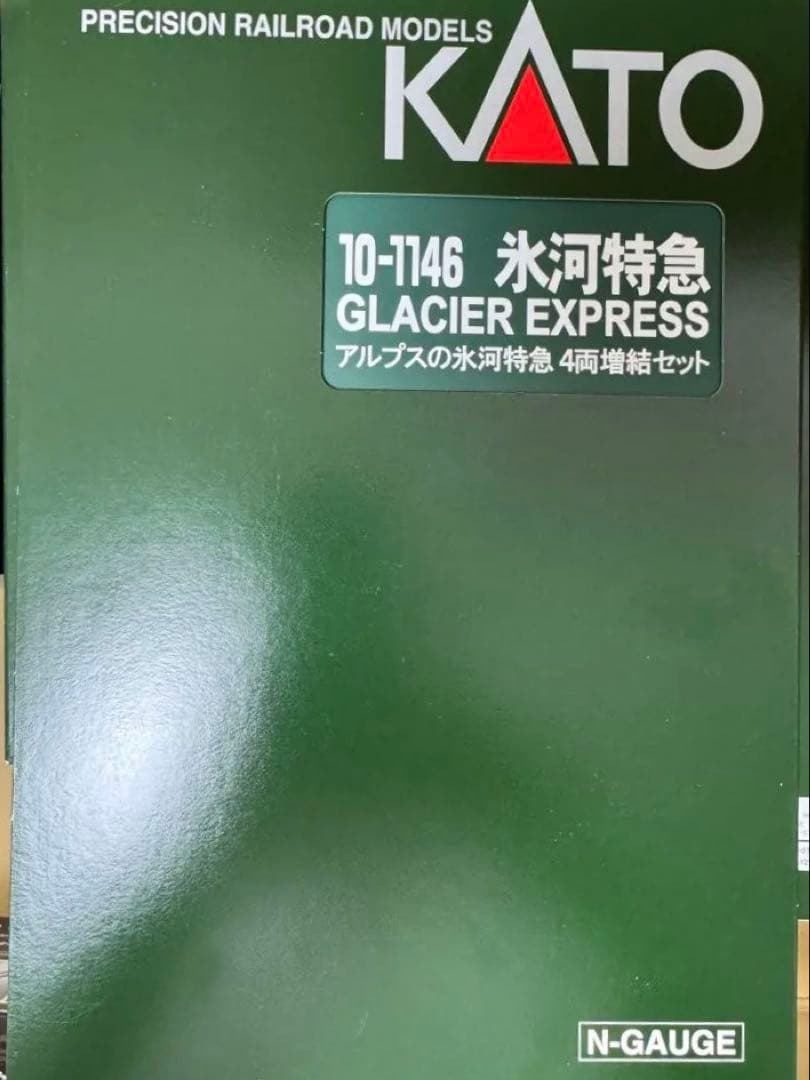 PRECISION RAILROAD MODELS
KATO
10-1146 氷河特急
GLACIER EXPRESS
アルプスの氷河特急 4両増結セット
N-GAUGE